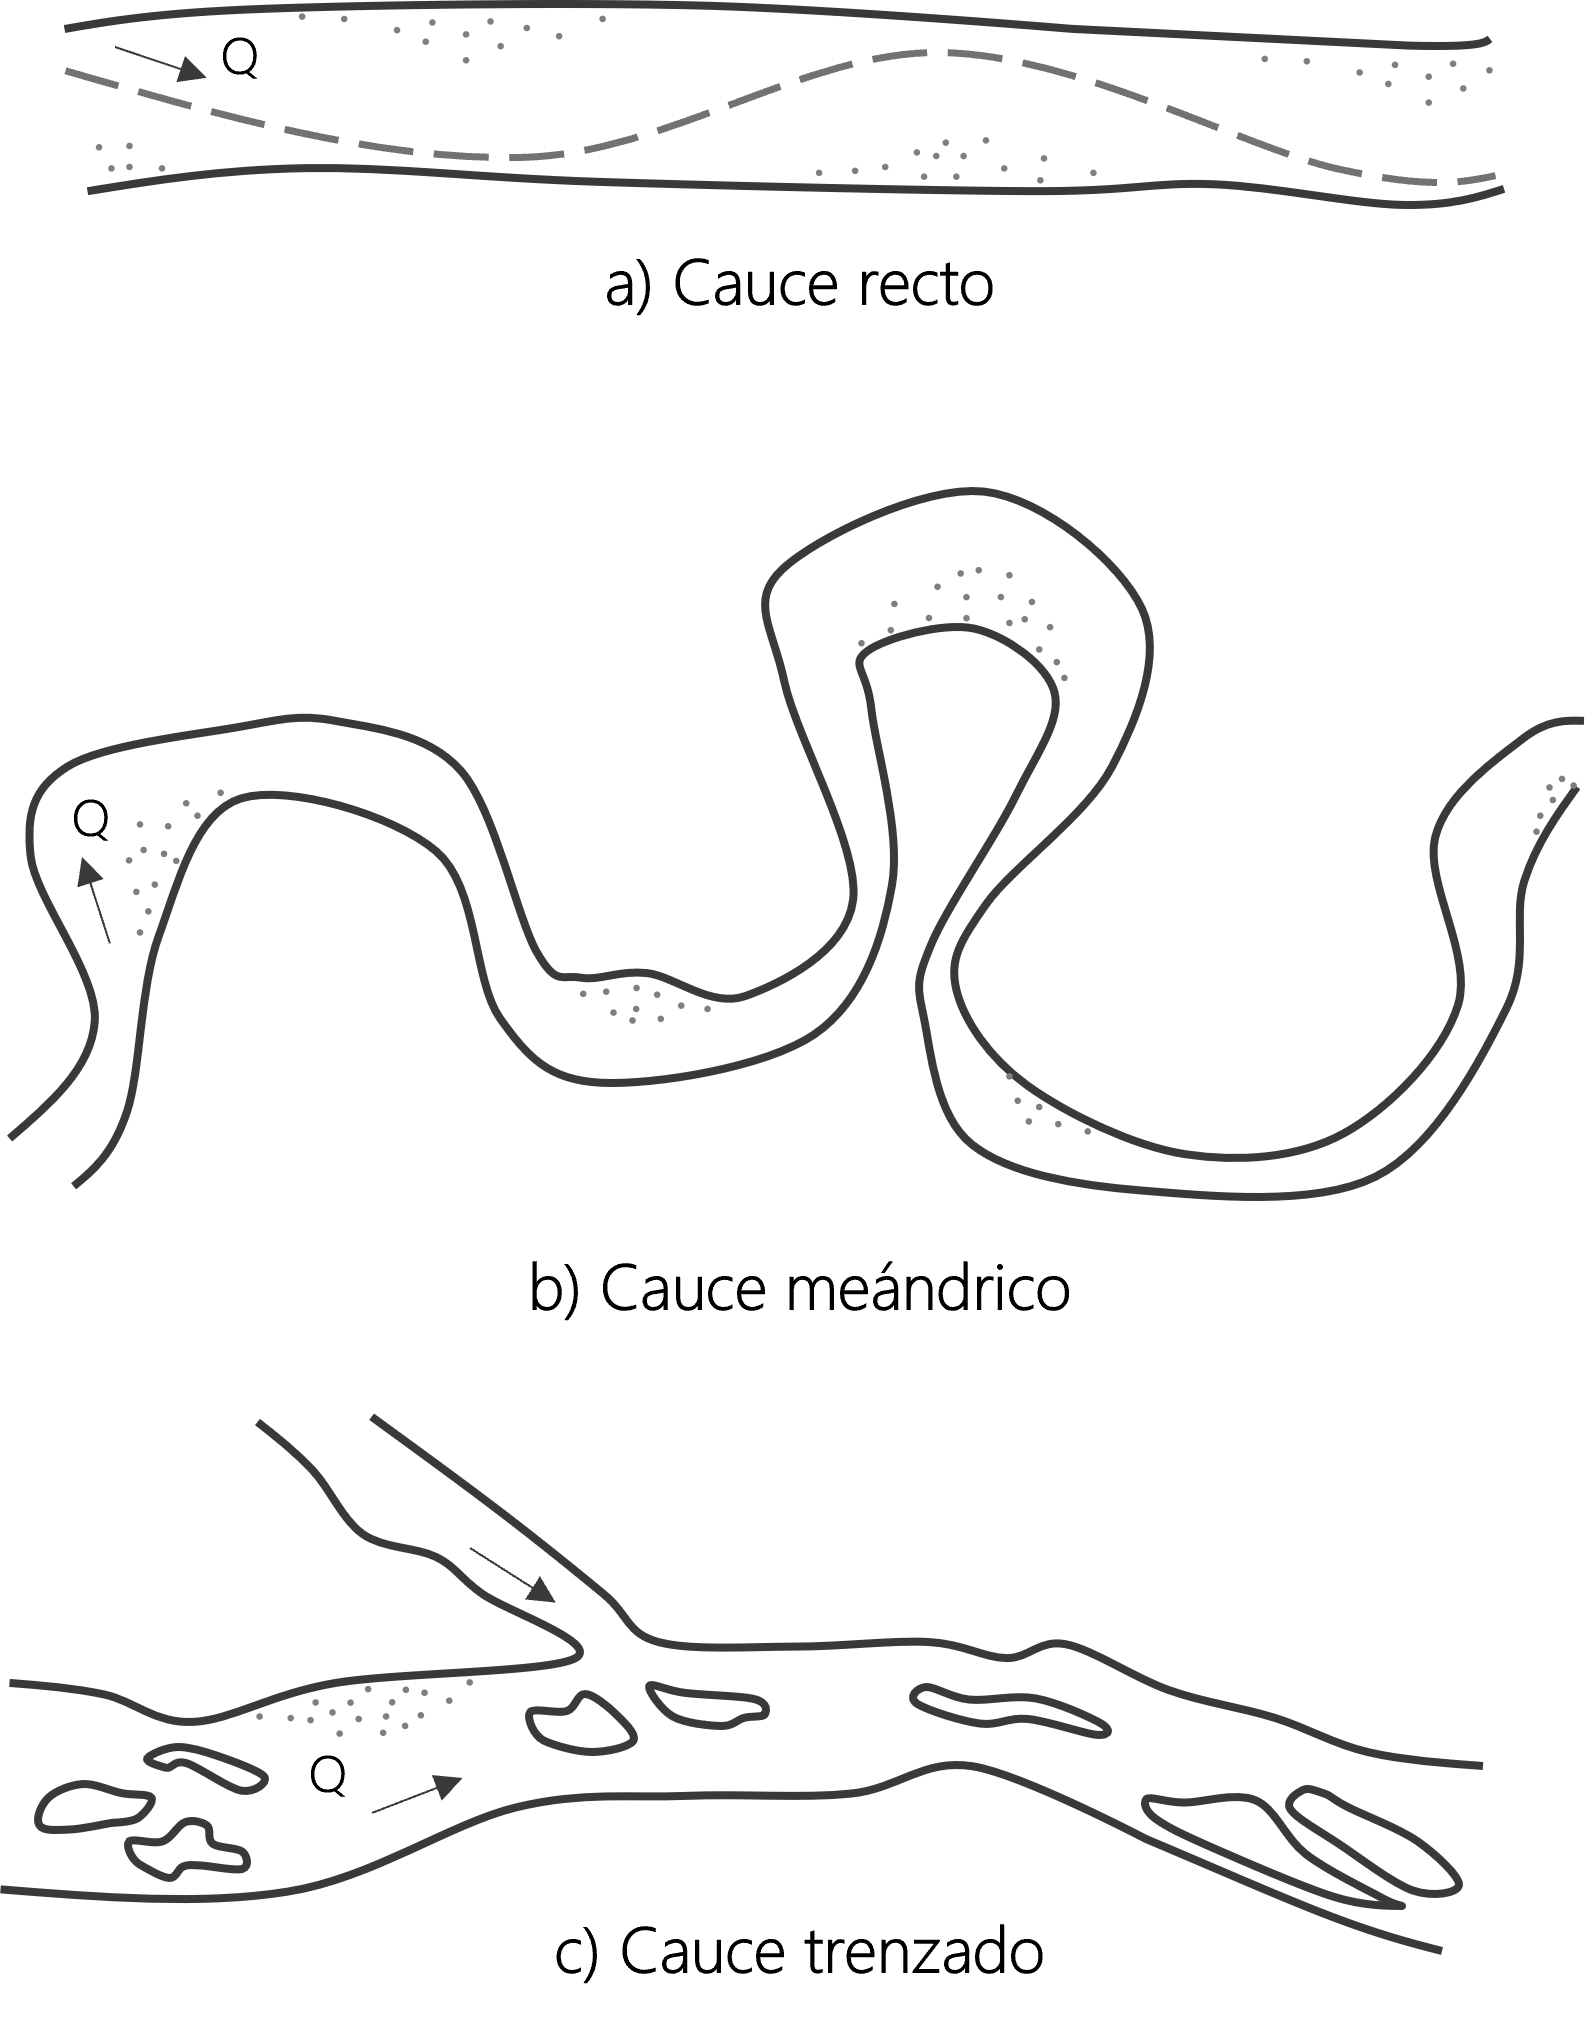 Q
a) Cauce recto
Q
b) Cauce meándrico
Q
c) Cauce trenzado